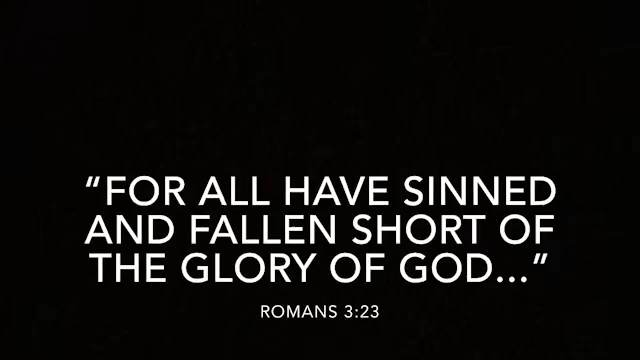 “FOR ALL HAVE SINNED
AND FALLEN SHORT OF
THE GLORY OF GOD...”
ROMANS 3:23